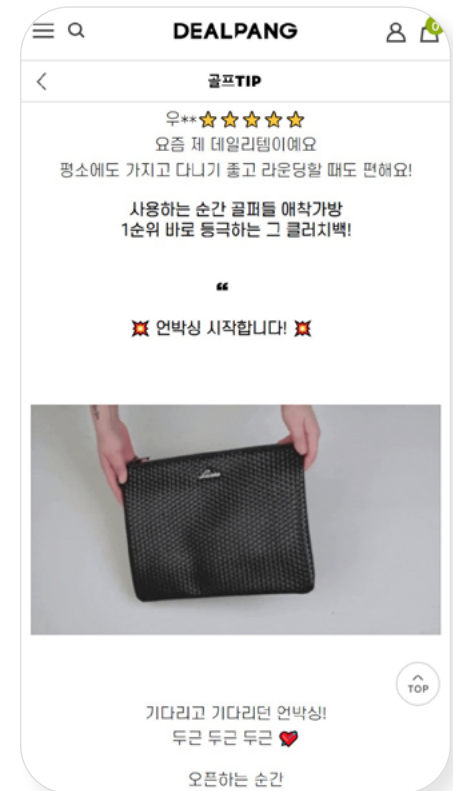 DEALPANG
0
골프TIP
우**⭐⭐⭐⭐⭐
요즘 제 데일리템이예요
평소에도 가지고 다니기 좋고 라운딩할 때도 편해요!
사용하는 순간 골퍼들 애착가방
1순위 바로 등극하는 그 클러치백!
“
💥 언박싱 시작합니다! 💥
TOP
기다리고 기다리던 언박싱!
두근 두근 두근 💘
오픈하는 순간